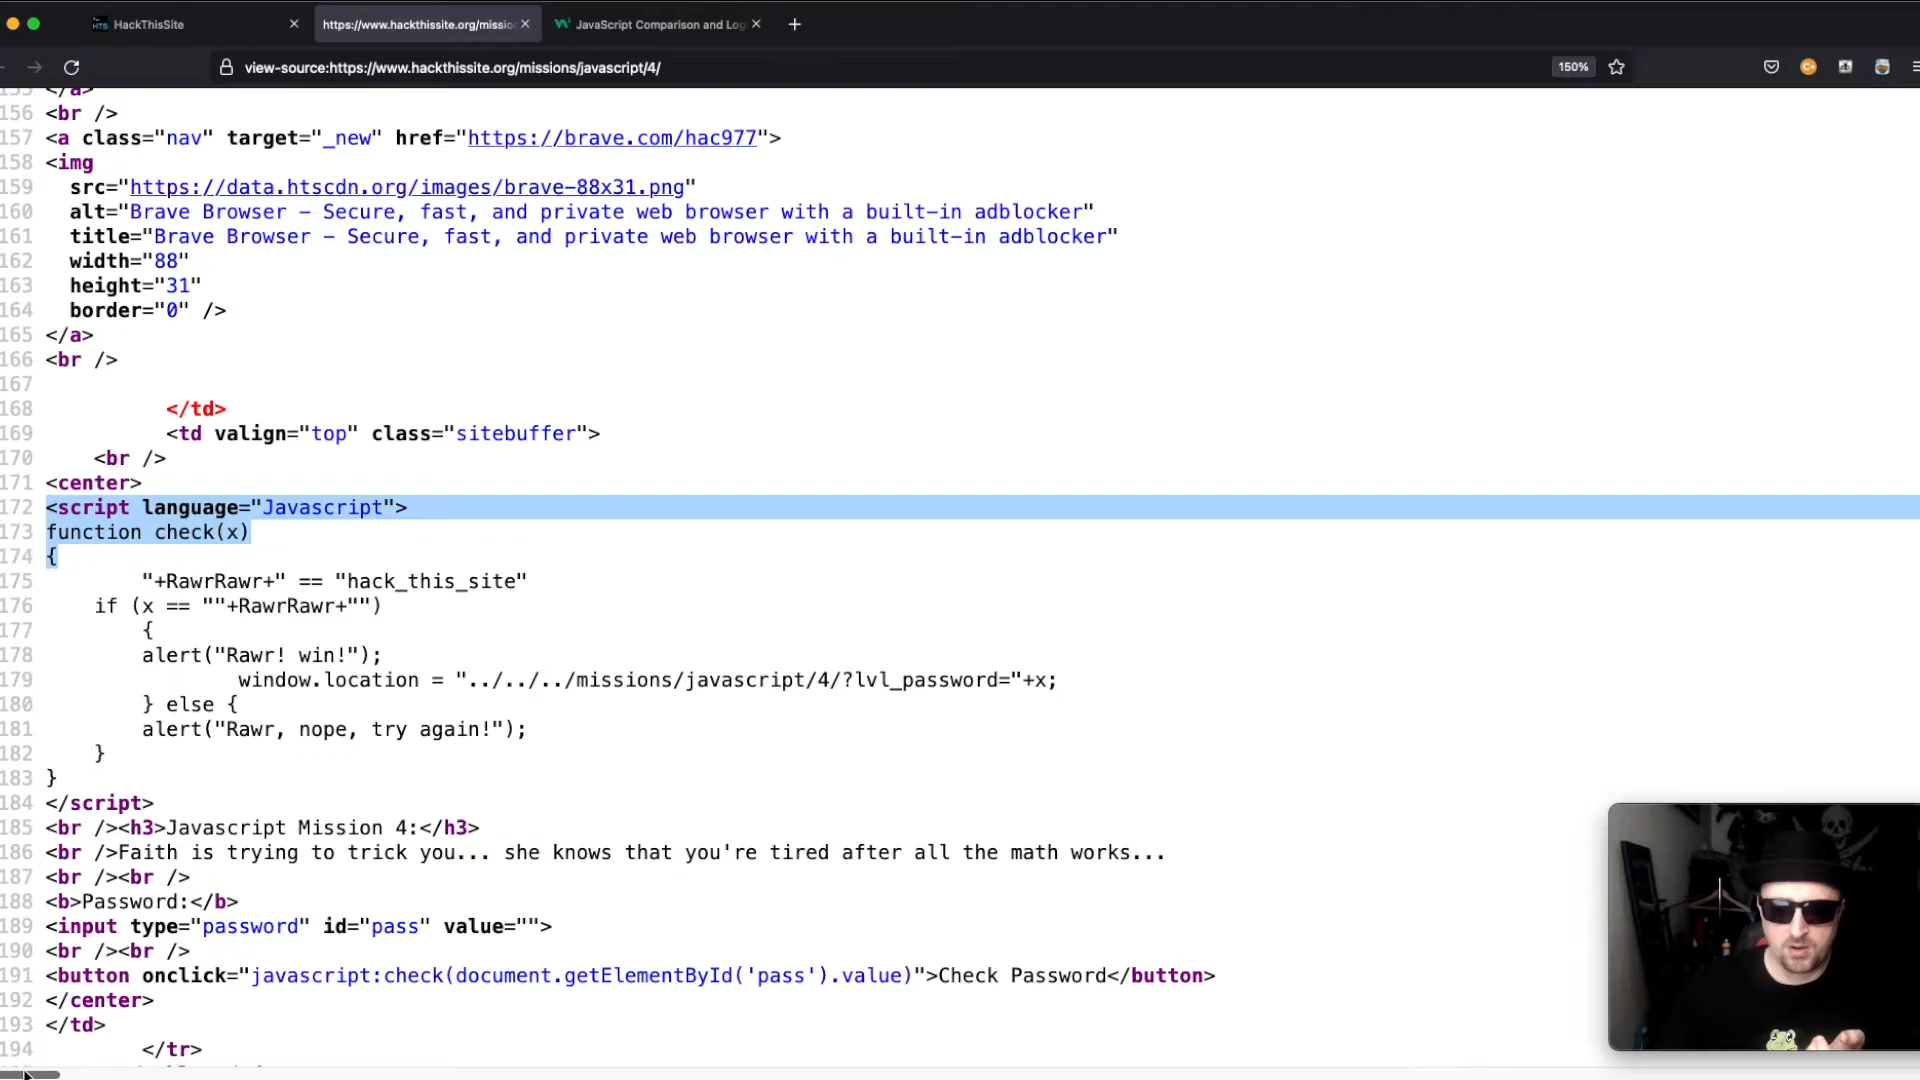 HackThisSite
https://www.hackthissite.org/missio
JavaScript Comparison and Log
view-source:https://www.hackthissite.org/missions/javascript/4/
150%
155 </a>
156 <br />
157 <a class="nav" target="_new" href="https://brave.com/hac977">
158 <img
159 src="https://data.htscdn.org/images/brave-88x31.png"
160 alt="Brave Browser - Secure, fast, and private web browser with a built-in adblocker"
161 title="Brave Browser - Secure, fast, and private web browser with a built-in adblocker"
162 width="88"
163 height="31"
164 border="0" />
165 </a>
166 <br />
167
168 </td>
169 <td valign="top" class="sitebuffer">
170 <br />
171 <center>
172 <script language="Javascript">
173 function check(x)
174 {
175 "+RawrRawr+" == "hack_this_site"
176 if (x == ""+RawrRawr+"")
177 {
178 alert("Rawr! win!");
179 window.location = "../../../missions/javascript/4/?lvl_password="+x;
180 } else {
181 alert("Rawr, nope, try again!");
182 }
183 }
184 </script>
185 <br /><h3>Javascript Mission 4:</h3>
186 <br />Faith is trying to trick you... she knows that you're tired after all the math works...
187 <br /><br />
188 <b>Password:</b>
189 <input type="password" id="pass" value="">
190 <br /><br />
191 <button onclick="javascript:check(document.getElementById('pass').value)">Check Password</button>
192 </center>
193 </td>
194 </tr>